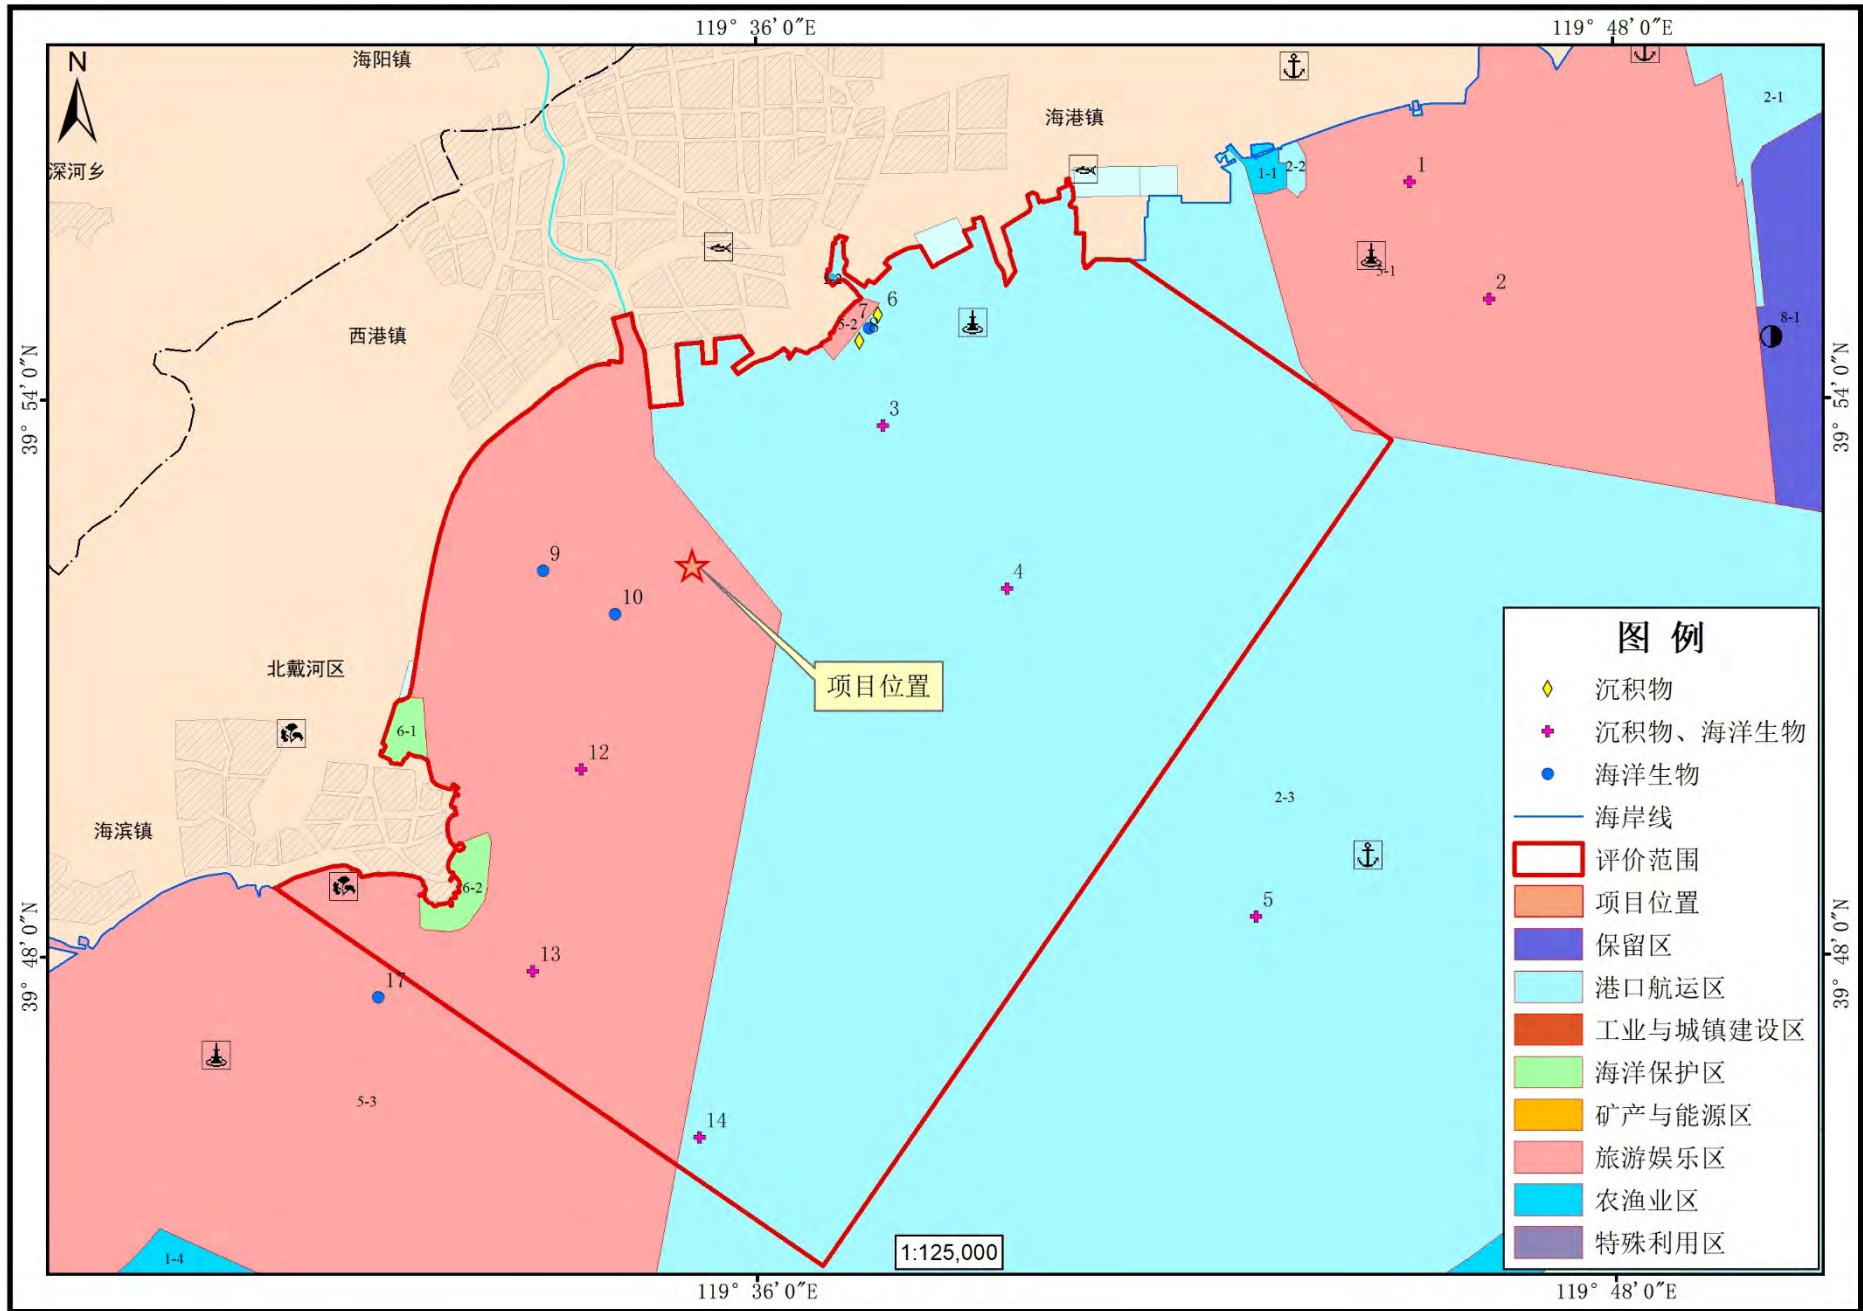 119° 36′0″E
119° 48′0″E
N
海阳镇
海港镇
深河乡
西港镇
北戴河区
海滨镇
39° 54′0″N
39° 54′0″N
39° 48′0″N
39° 48′0″N
2-1
1-1
2-2
1
5-1
2
8-1
6
7
5-2
8
3
9
10
4
项目位置
6-1
12
6-2
2-3
5
13
17
5-3
14
1-4
1:125,000
图 例
沉积物
沉积物、海洋生物
海洋生物
海岸线
评价范围
项目位置
保留区
港口航运区
工业与城镇建设区
海洋保护区
矿产与能源区
旅游娱乐区
农渔业区
特殊利用区
119° 36′0″E
119° 48′0″E